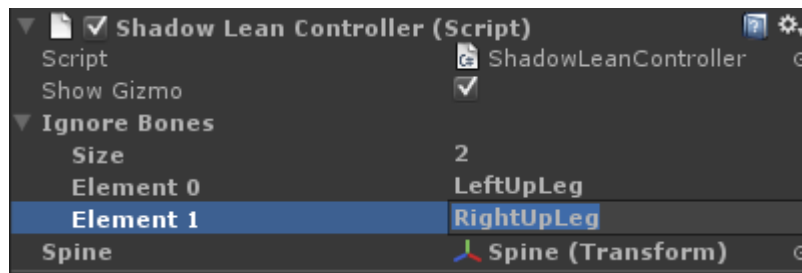 Shadow Lean Controller (Script)
Script ShadowLeanController
Show Gizmo
Ignore Bones
Size 2
Element 0 LeftUpLeg
Element 1 RightUpLeg
Spine Spine (Transform)